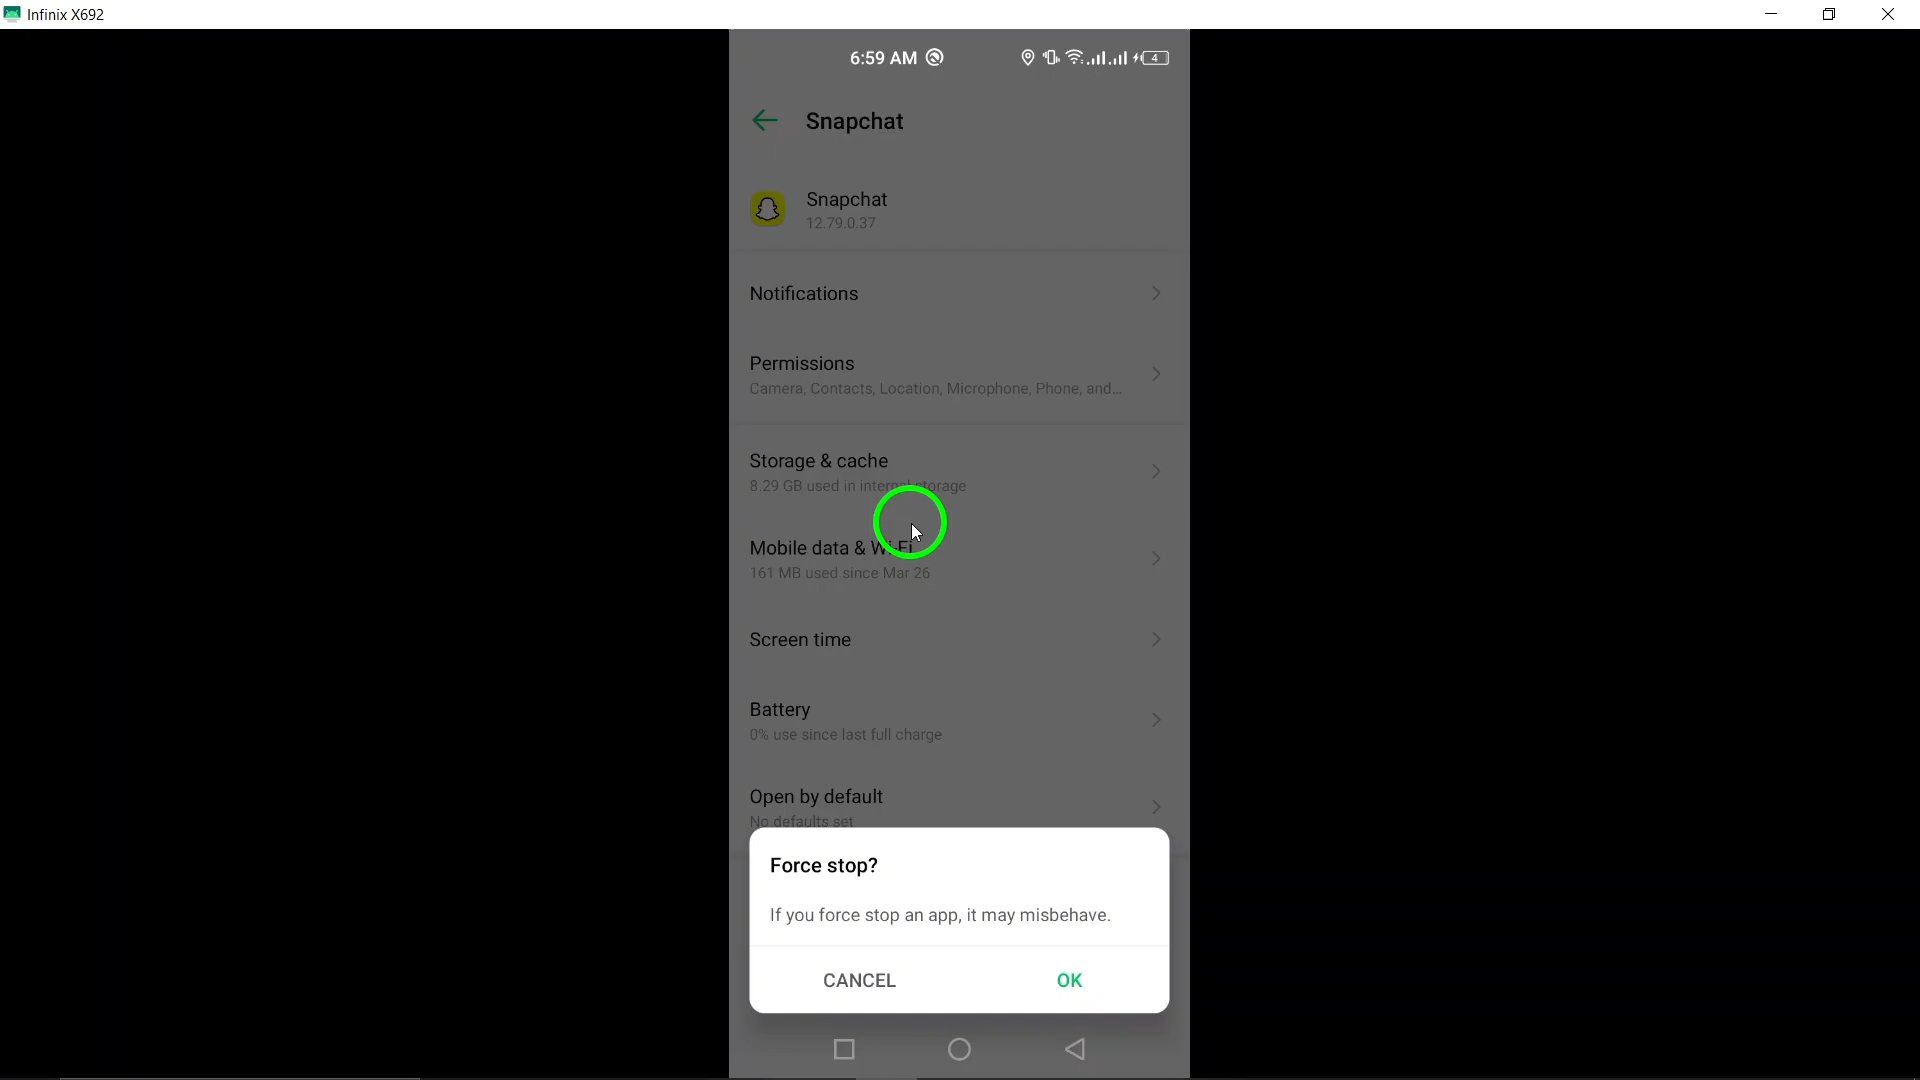 Infinix X692
6:59 AM
4
Snapchat
Snapchat
12.79.0.37
Notifications
Permissions
Camera, Contacts, Location, Microphone, Phone, and...
Storage & cache
8.29 GB used in internal storage
Mobile data & Wi-Fi
161 MB used since Mar 26
Screen time
Battery
0% use since last full charge
Open by default
No defaults set
Force stop?
If you force stop an app, it may misbehave.
CANCEL OK